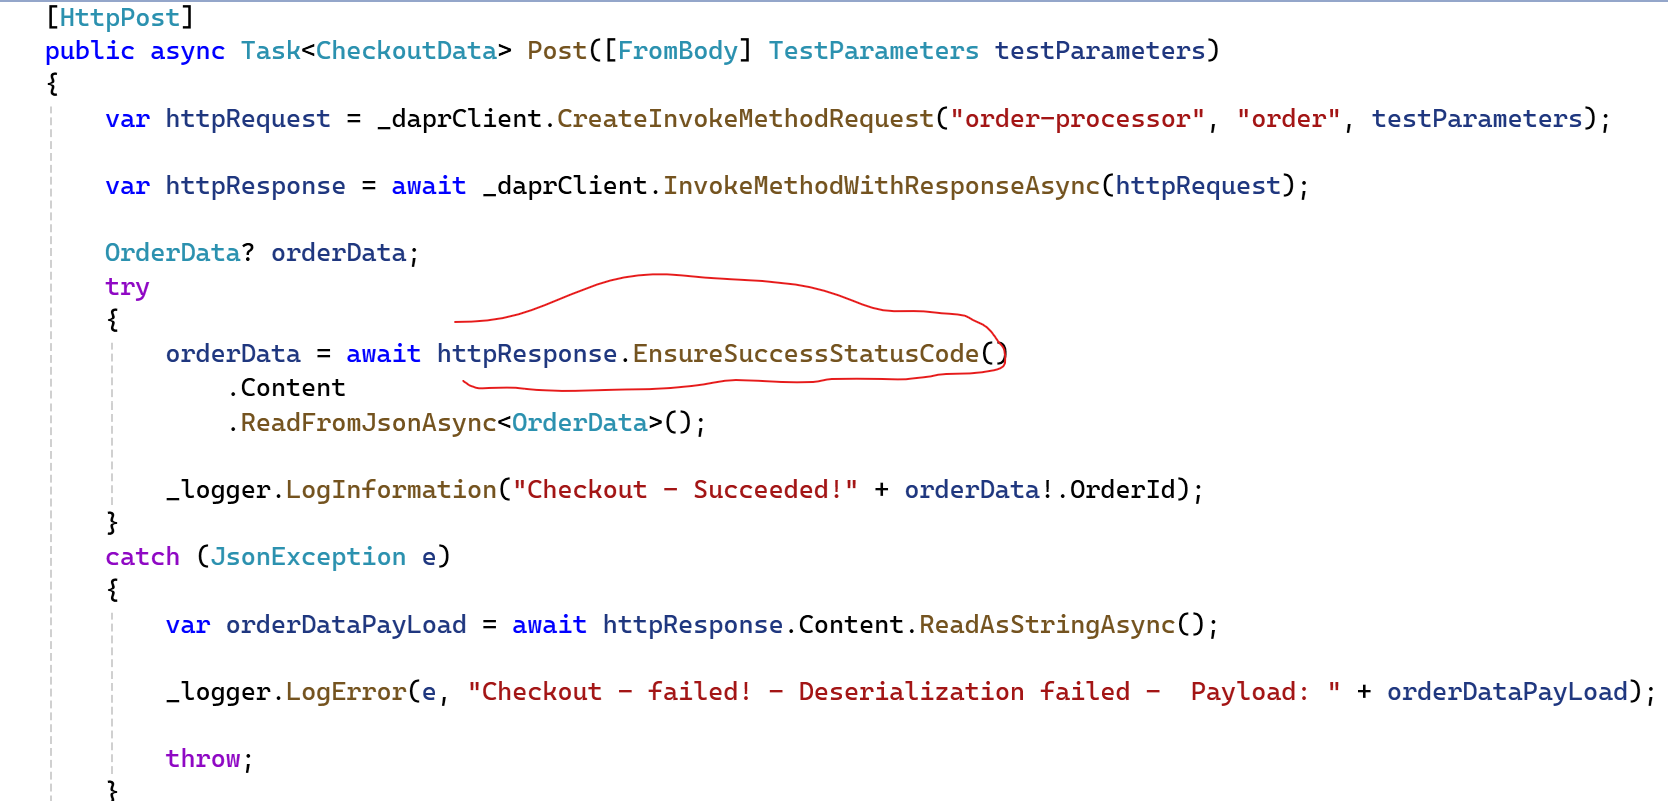 [HttpPost]
public async Task<CheckoutData> Post([FromBody] TestParameters testParameters)
{
var httpRequest = _daprClient.CreateInvokeMethodRequest("order-processor", "order", testParameters);
var httpResponse = await _daprClient.InvokeMethodWithResponseAsync(httpRequest);
OrderData? orderData;
try
{
orderData = await httpResponse.EnsureSuccessStatusCode()
.Content
.ReadFromJsonAsync<OrderData>();
_logger.LogInformation("Checkout - Succeeded!" + orderData!.OrderId);
}
catch (JsonException e)
{
var orderDataPayLoad = await httpResponse.Content.ReadAsStringAsync();
_logger.LogError(e, "Checkout - failed! - Deserialization failed -  Payload: " + orderDataPayLoad);
throw;
}